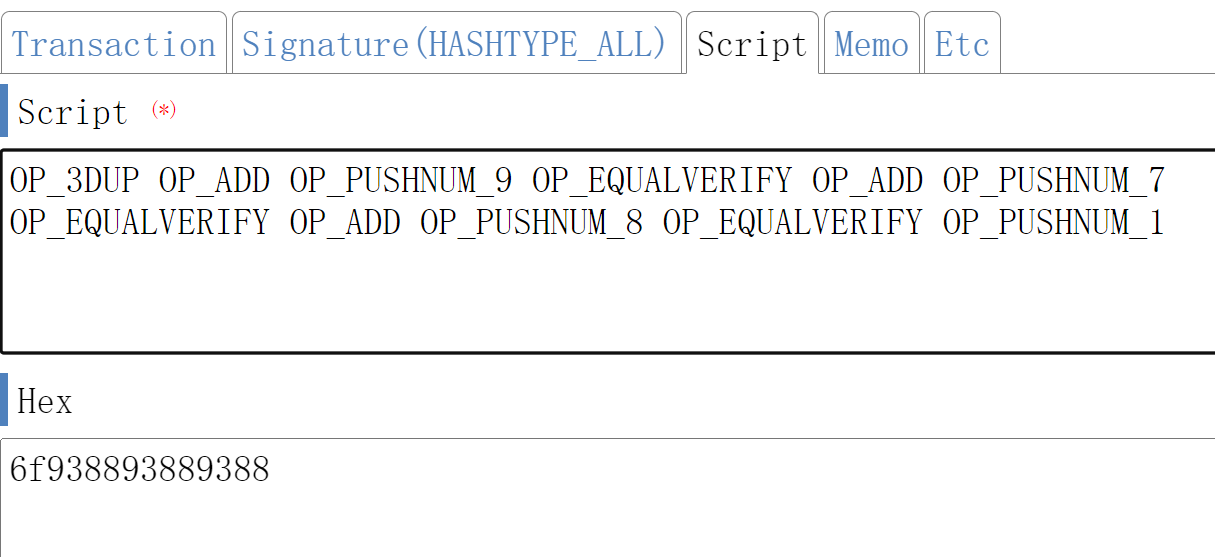 Transaction Signature(HASHTYPE_ALL) Script Memo Etc
Script (*)
OP_3DUP OP_ADD OP_PUSHNUM_9 OP_EQUALVERIFY OP_ADD OP_PUSHNUM_7
OP_EQUALVERIFY OP_ADD OP_PUSHNUM_8 OP_EQUALVERIFY OP_PUSHNUM_1
Hex
6f938893889388